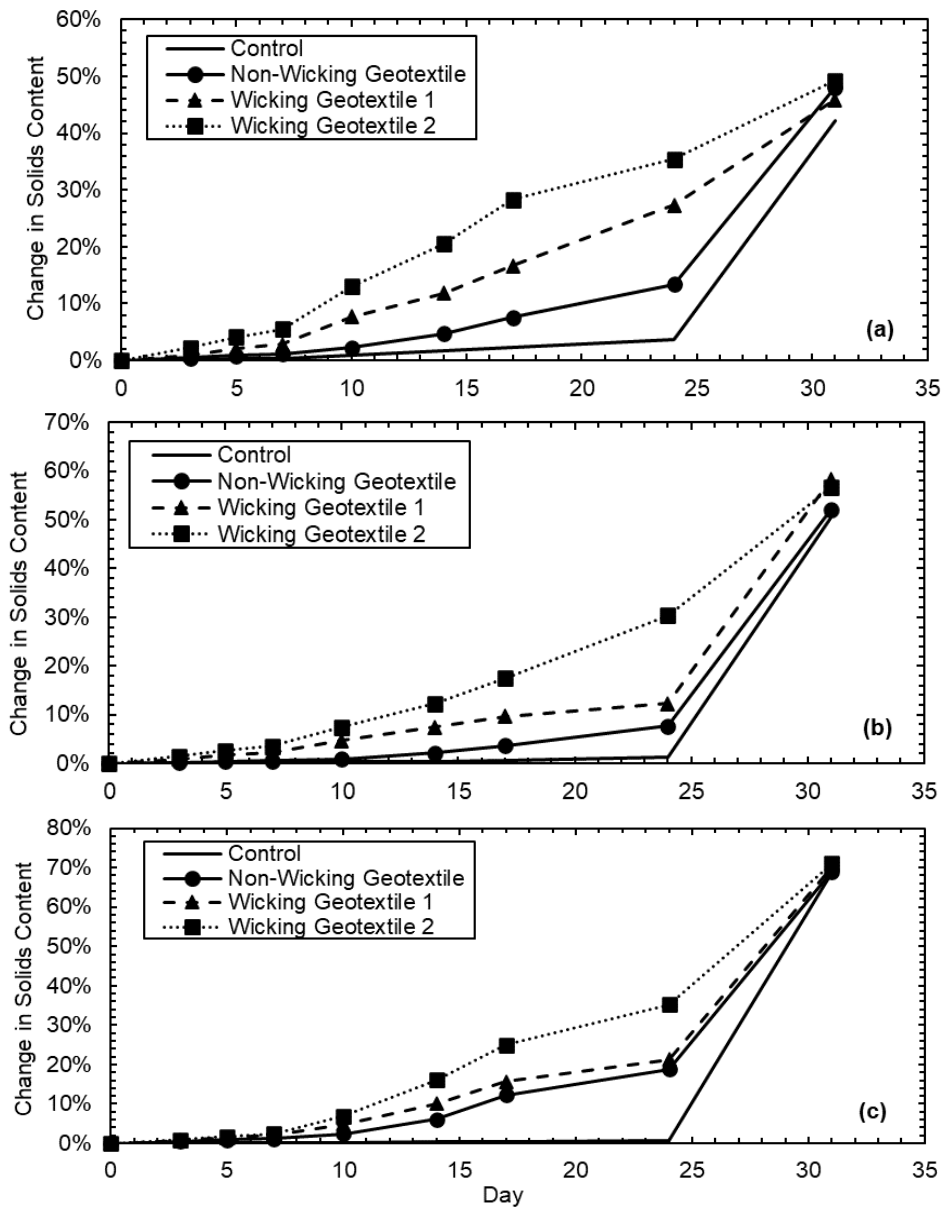 60%
50%
40%
30%
20%
10%
0%
Change in Solids Content
Control
Non-Wicking Geotextile
Wicking Geotextile 1
Wicking Geotextile 2
(a)
0 5 10 15 20 25 30 35
70%
60%
50%
40%
30%
20%
10%
0%
Change in Solids Content
Control
Non-Wicking Geotextile
Wicking Geotextile 1
Wicking Geotextile 2
(b)
0 5 10 15 20 25 30 35
80%
70%
60%
50%
40%
30%
20%
10%
0%
Change in Solids Content
Control
Non-Wicking Geotextile
Wicking Geotextile 1
Wicking Geotextile 2
(c)
0 5 10 15 20 25 30 35
Day